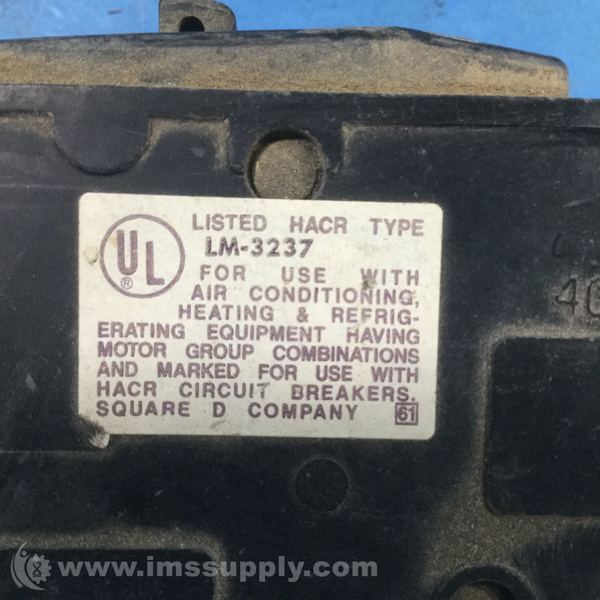 UL
®
LISTED HACR TYPE
LM-3237
FOR USE WITH
AIR CONDITIONING,
HEATING & REFRIG-
ERATING EQUIPMENT HAVING
MOTOR GROUP COMBINATIONS
AND MARKED FOR USE WITH
HACR CIRCUIT BREAKERS.
SQUARE D COMPANY 61
www.imssupply.com